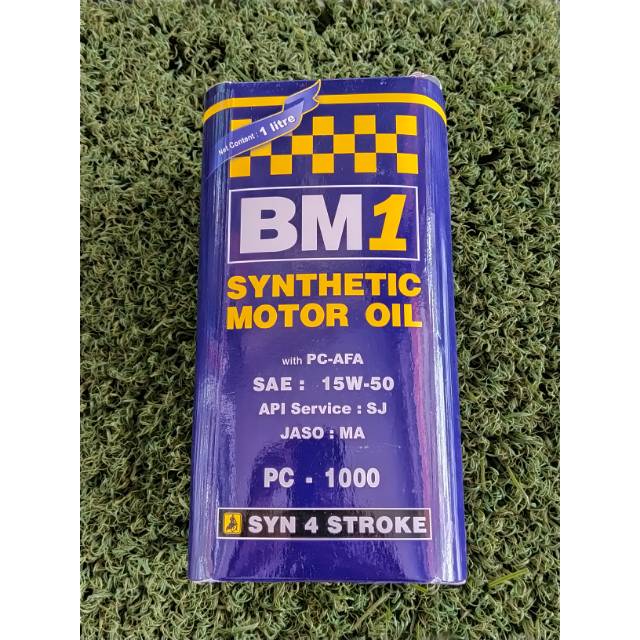 Net Content : 1 litre
BM1
SYNTHETIC
MOTOR OIL
with PC-AFA
SAE : 15W-50
API Service : SJ
JASO : MA
PC - 1000
SYN 4 STROKE